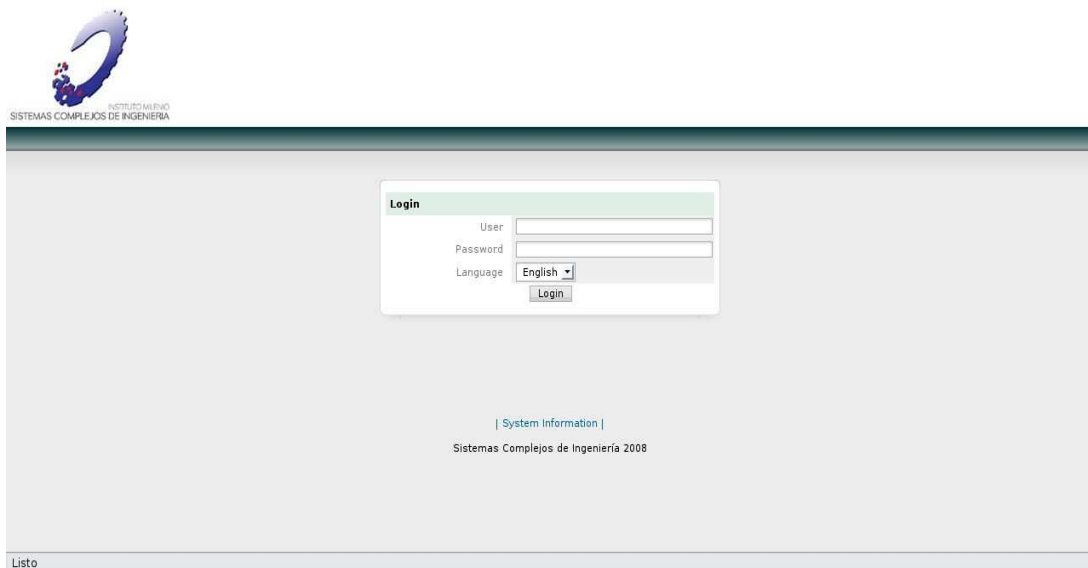 INSTITUTO MILENIO
SISTEMAS COMPLEJOS DE INGENIERIA
Login
User
Password
Language English
Login
| System Information |
Sistemas Complejos de Ingeniería 2008
Listo